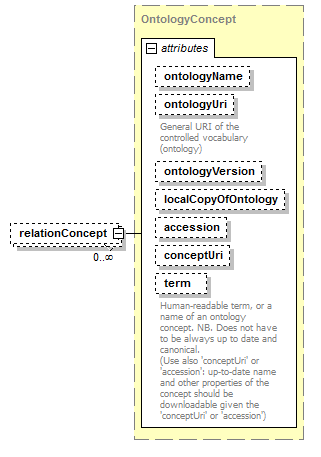 OntologyConcept
attributes
ontologyName
ontologyUri
General URI of the
controlled vocabulary
(ontology)
ontologyVersion
localCopyOfOntology
relationConcept
0..∞
accession
conceptUri
term
Human-readable term, or a
name of an ontology
concept. NB. Does not have
to be always up to date and
canonical.
(Use also 'conceptUri' or
'accession': up-to-date name
and other properties of the
concept should be
downloadable given the
'conceptUri' or 'accession')